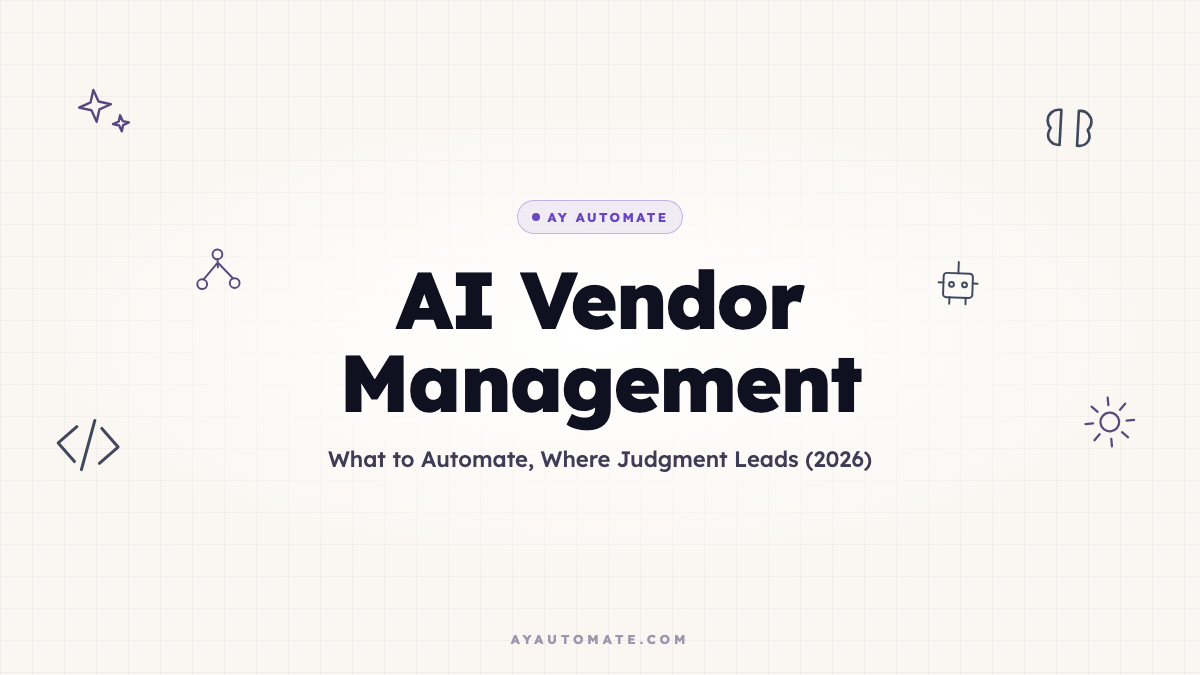 AY AUTOMATE
AI Vendor
Management
What to Automate, Where Judgment Leads (2026)
AYAUTOMATE.COM